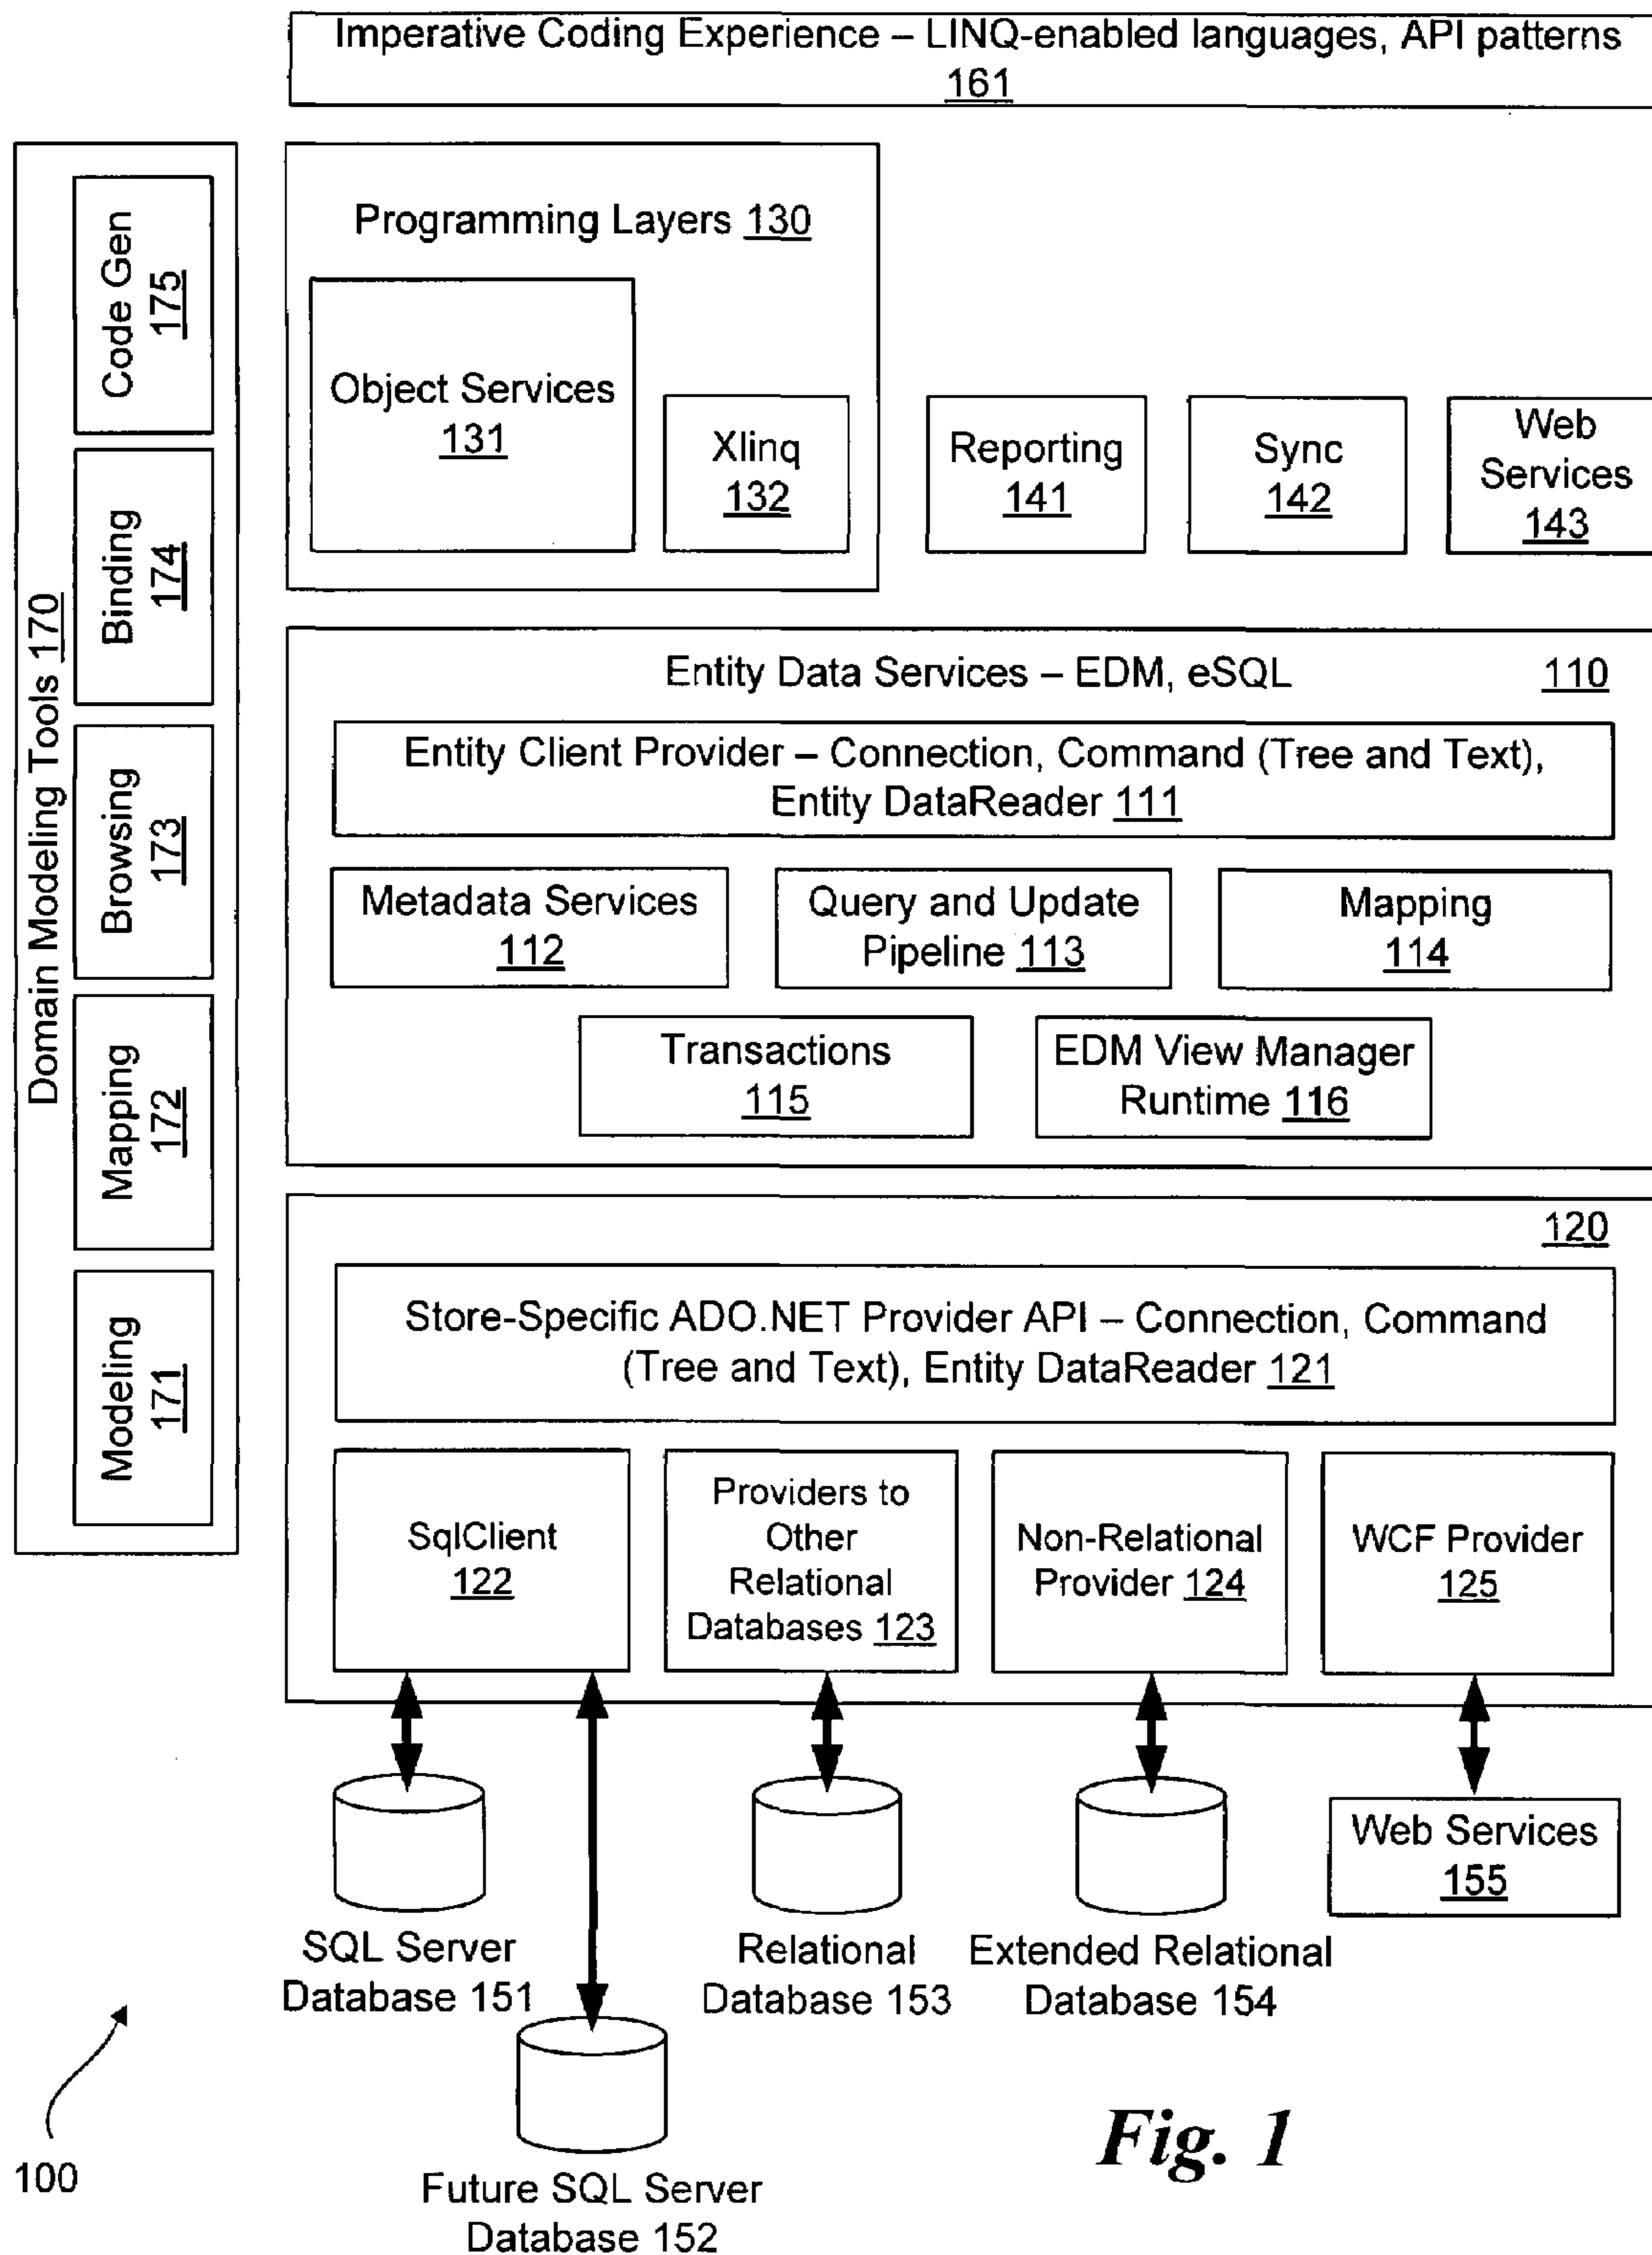 Imperative Coding Experience – LINQ-enabled languages, API patterns
161
Domain Modeling Tools 170
Code Gen
175
Binding
174
Browsing
173
Mapping
172
Modeling
171
Programming Layers 130
Object Services
131
Xlinq
132
Reporting
141
Sync
142
Web
Services
143
Entity Data Services – EDM, eSQL
110
Entity Client Provider – Connection, Command (Tree and Text),
Entity DataReader 111
Metadata Services
112
Query and Update
Pipeline 113
Mapping
114
Transactions
115
EDM View Manager
Runtime 116
120
Store-Specific ADO.NET Provider API – Connection, Command
(Tree and Text), Entity DataReader 121
SqlClient
122
Providers to
Other
Relational
Databases 123
Non-Relational
Provider 124
WCF Provider
125
SQL Server
Database 151
Relational
Database 153
Extended Relational
Database 154
Web Services
155
Future SQL Server
Database 152
100
Fig. 1